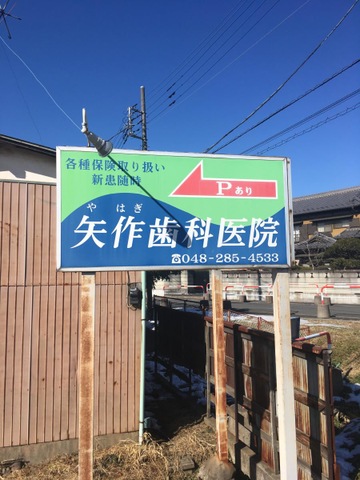 各種保険取り扱い
新患随時
Pあり
やはぎ
矢作歯科医院
☎048-285-4533